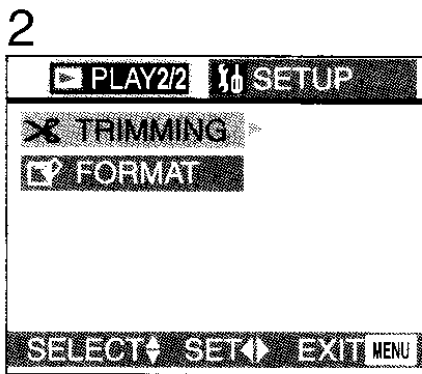 2
PLAY2/2 SETUP
TRIMMING
FORMAT
SELECT SET EXIT MENU